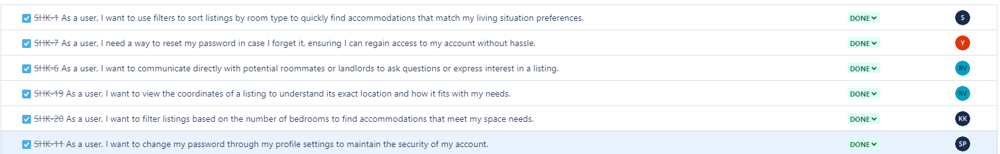 SHK-1 As a user, I want to use filters to sort listings by room type to quickly find accommodations that match my living situation preferences. DONE S
SHK-7 As a user, I need a way to reset my password in case I forget it, ensuring I can regain access to my account without hassle. DONE Y
SHK-6 As a user, I want to communicate directly with potential roommates or landlords to ask questions or express interest in a listing. DONE RV
SHK-19 As a user, I want to view the coordinates of a listing to understand its exact location and how it fits with my needs. DONE RV
SHK-20 As a user, I want to filter listings based on the number of bedrooms to find accommodations that meet my space needs. DONE KK
SHK-11 As a user, I want to change my password through my profile settings to maintain the security of my account. DONE SP